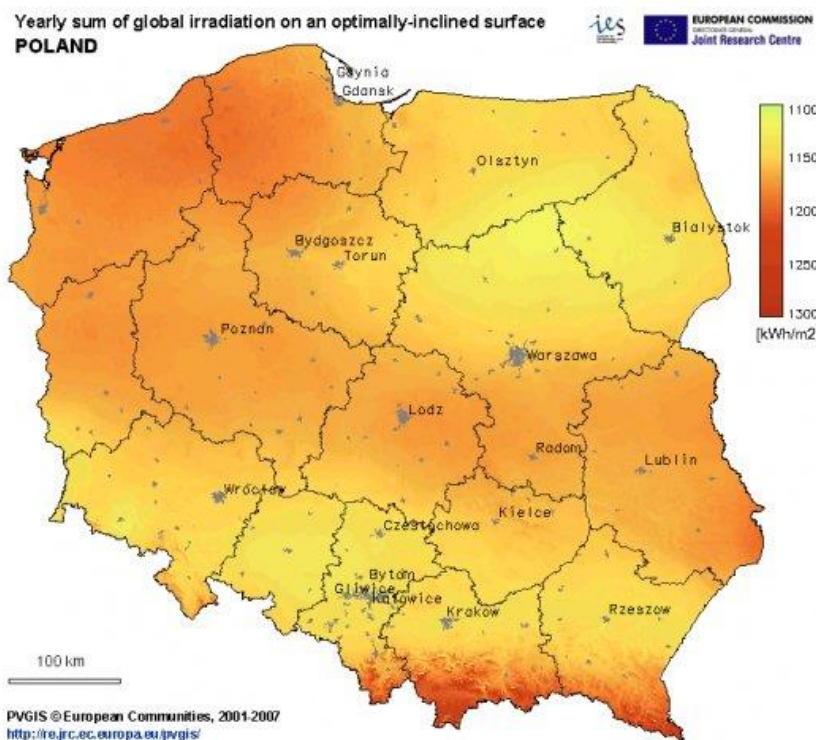 Yearly sum of global irradiation on an optimally-inclined surface
POLAND
ies
EUROPEAN COMMISSION
DIRECTORATE GENERAL
Joint Research Centre
Gdynia
Gdansk
1100
Olsztyn
1150
1200
Bialystok
Bydgoszcz
Torun
1250
1300
[kWh/m2
Poznan
Warszawa
Lodz
Radom
Lublin
Wroclaw
Kielce
Czestochowa
Bytom
Gliwice
Katowice
Krakow
Rzeszow
100 km
PVGIS © European Communities, 2001-2007
http://re.jrc.ec.europa.eu/pvgis/